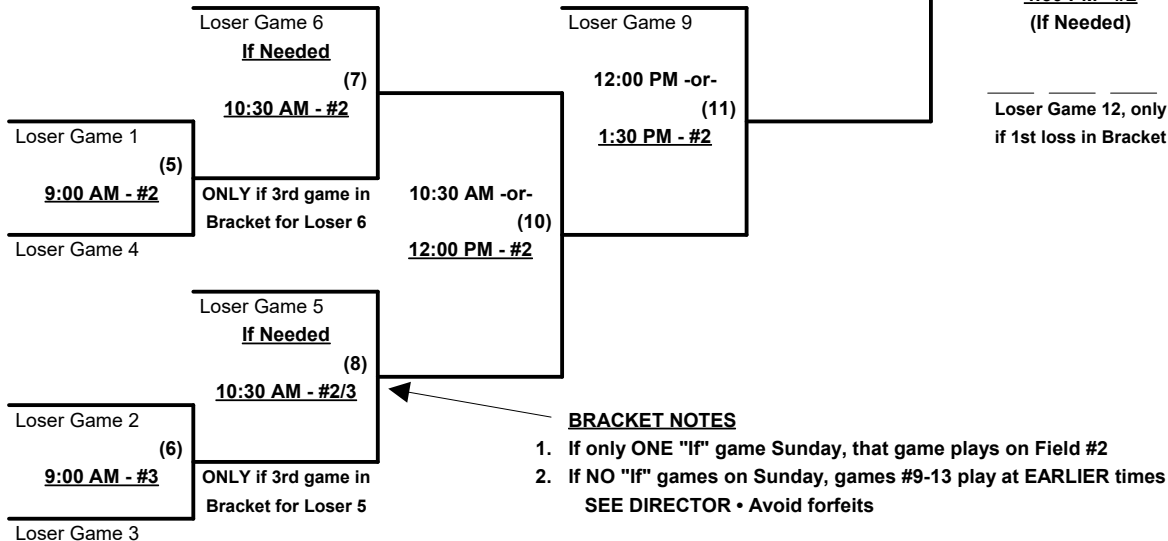 (If Needed)
Loser Game 12, only
if 1st loss in Bracket
Loser Game 6
If Needed
(7)
10:30 AM - #2
Loser Game 9
12:00 PM -or-
(11)
1:30 PM - #2
Loser Game 1
(5)
9:00 AM - #2
Loser Game 4
ONLY if 3rd game in
Bracket for Loser 6
10:30 AM -or-
(10)
12:00 PM - #2
Loser Game 5
If Needed
(8)
10:30 AM - #2/3
Loser Game 2
(6)
9:00 AM - #3
Loser Game 3
ONLY if 3rd game in
Bracket for Loser 5
BRACKET NOTES
1. If only ONE "If" game Sunday, that game plays on Field #2
2. If NO "If" games on Sunday, games #9-13 play at EARLIER times
SEE DIRECTOR • Avoid forfeits